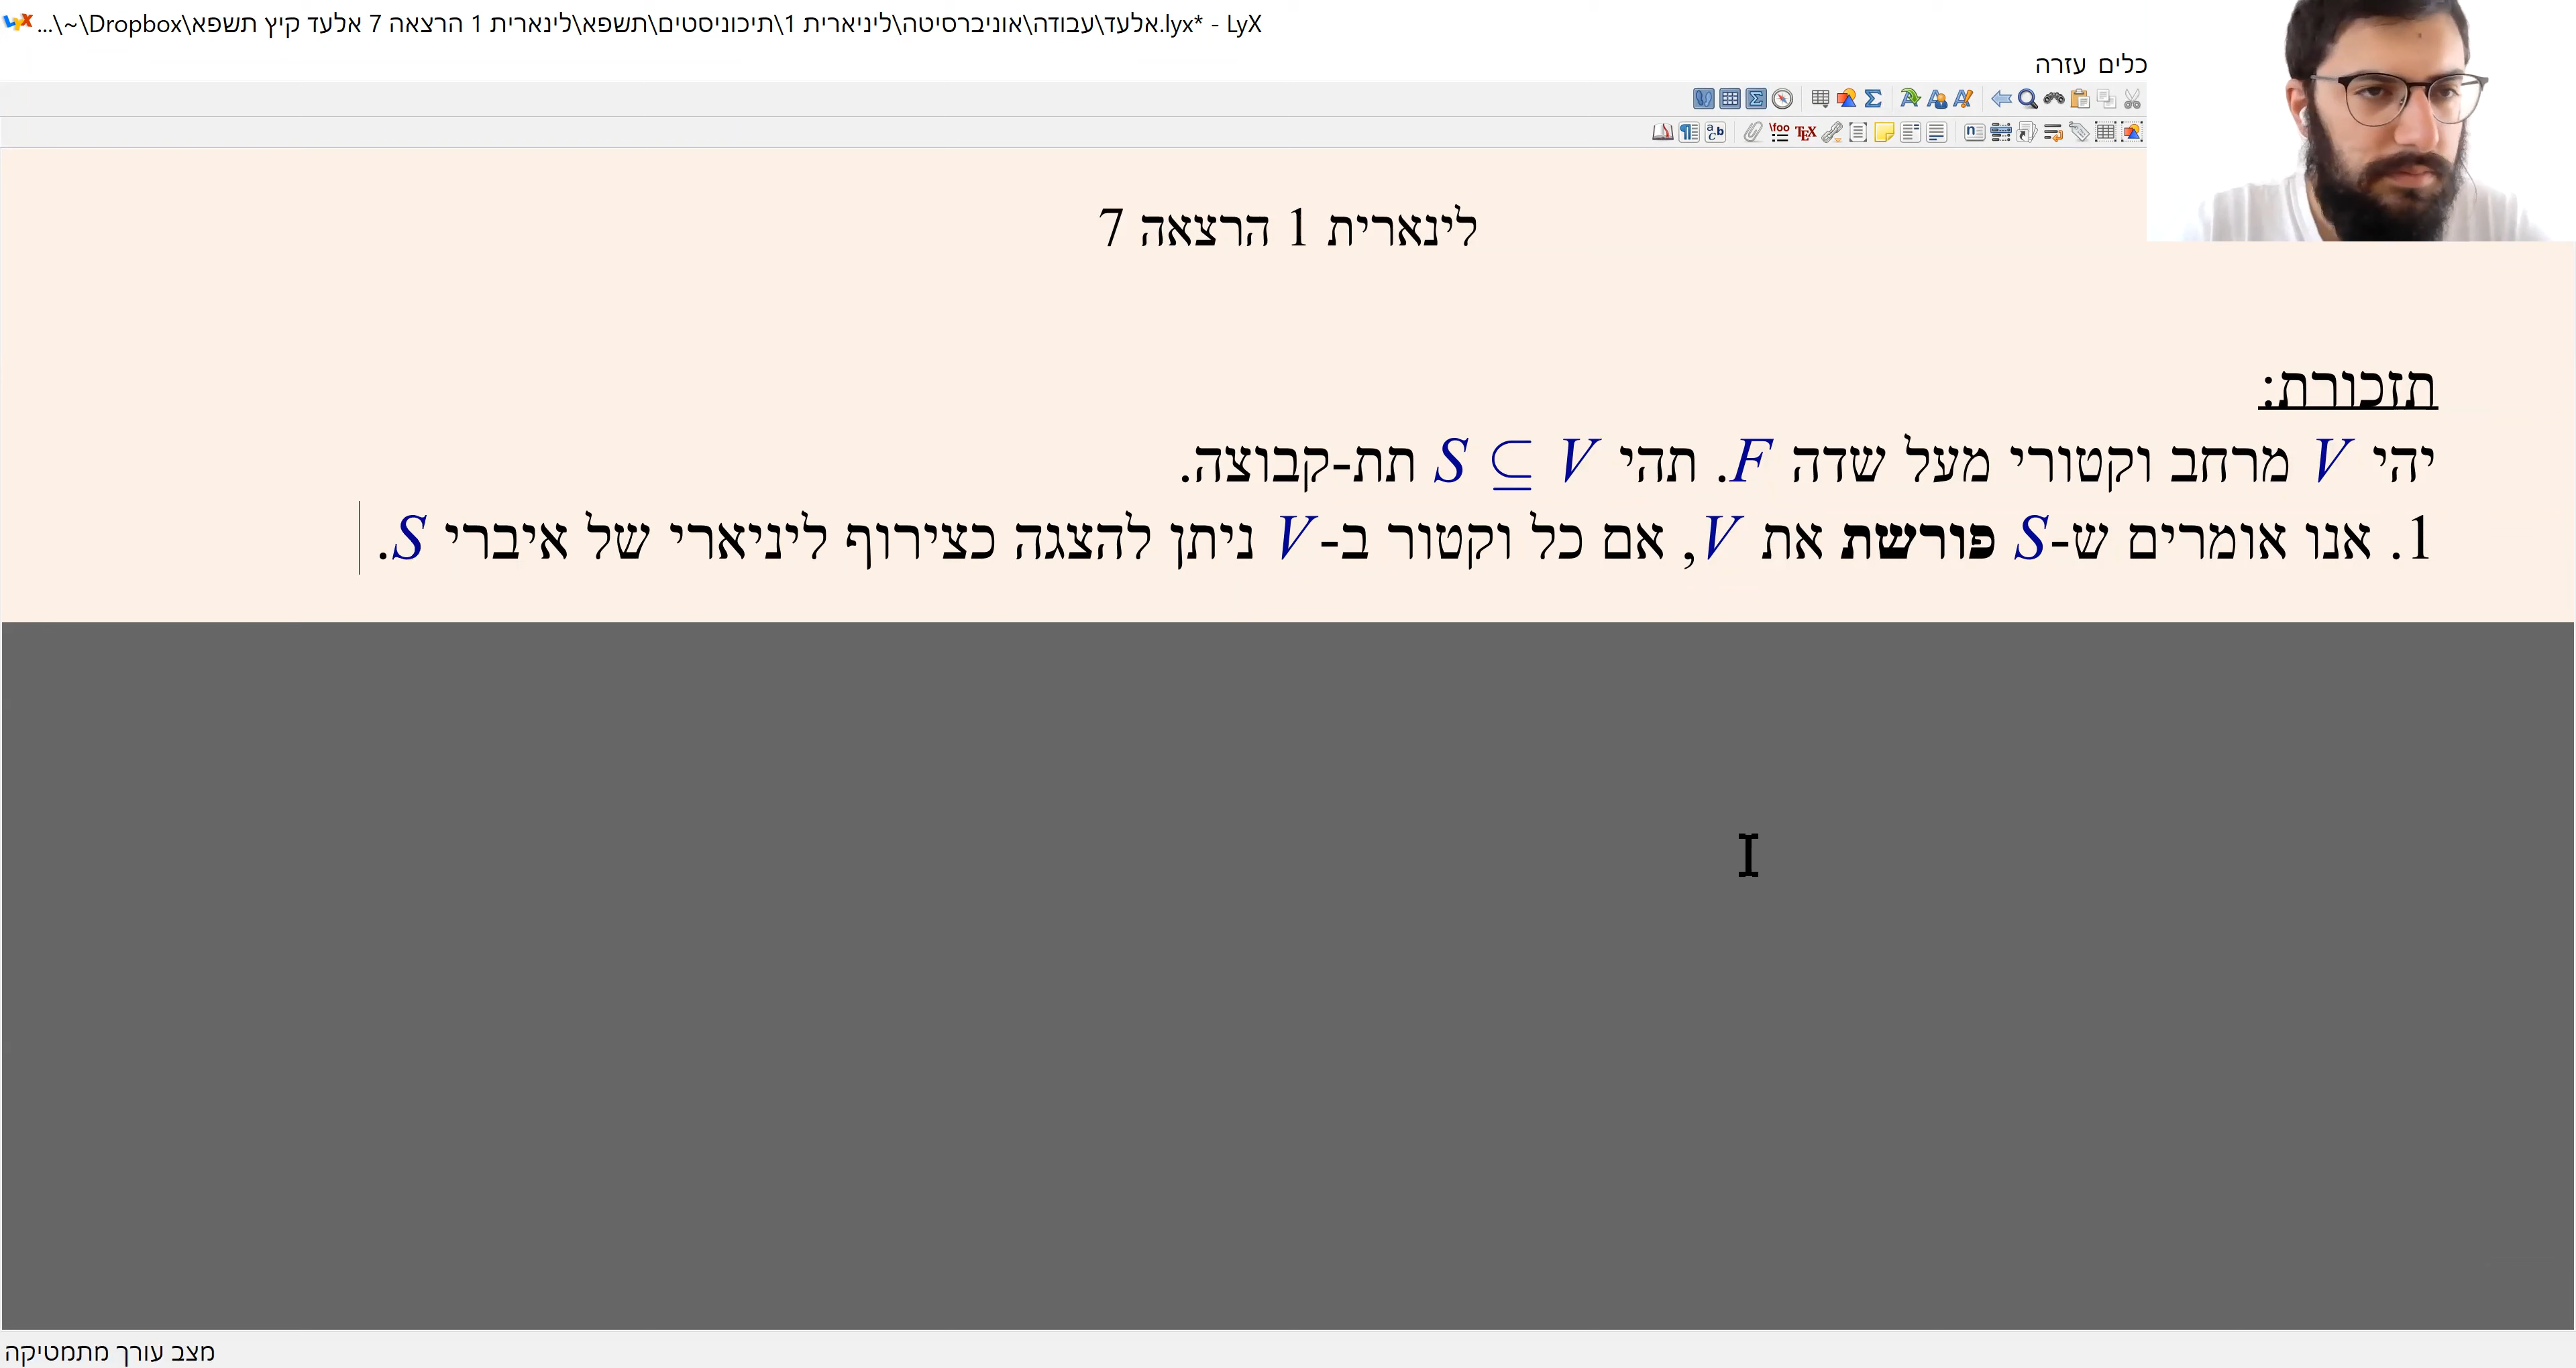 ...\~\Dropbox\אלעד\עבודה\אוניברסיטה\ליניארית 1\תיכוניסטים\תשפא\לינארית 1 הרצאה 7 אלעד קיץ תשפא.lyx* - LyX
כלים עזרה
לינארית 1 הרצאה 7
תזכורת:
יהי V מרחב וקטורי מעל שדה F. תהי S ⊆ V תת-קבוצה.
1. אנו אומרים ש-S פורשת את V, אם כל וקטור ב-V ניתן להצגה כצירוף ליניארי של איברי S.
מצב עורך מתמטיקה